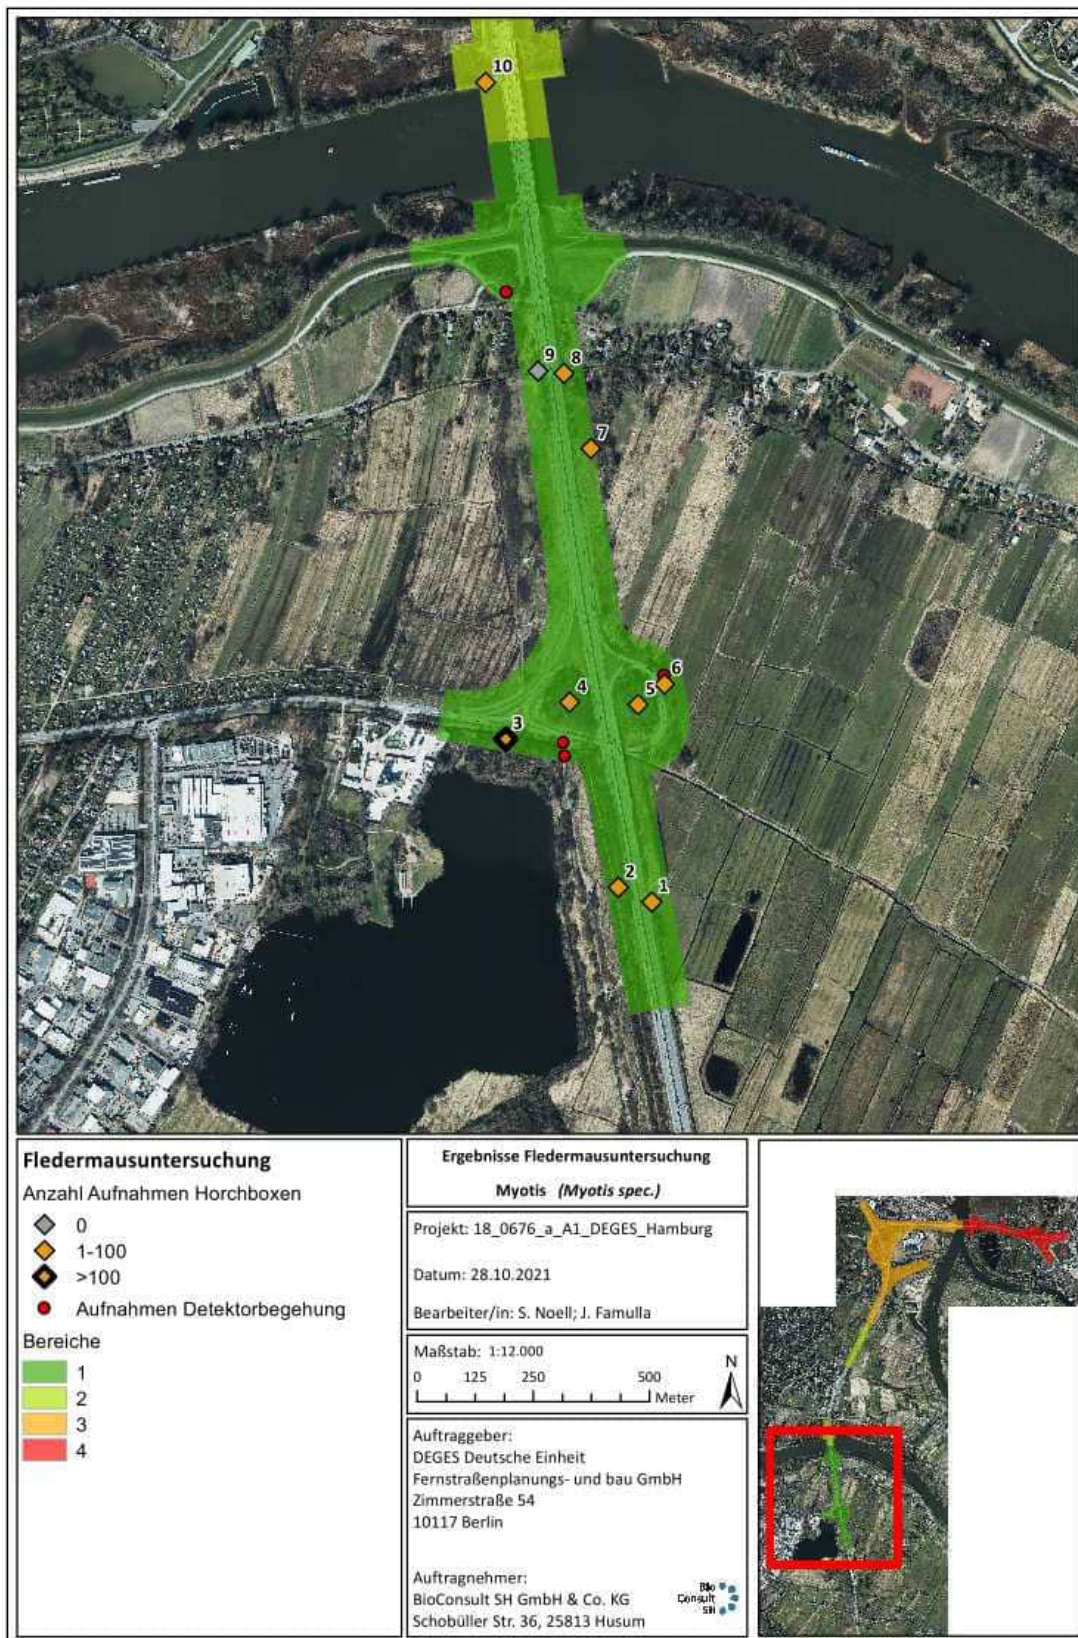 10
9
8
7
6
5
4
3
2
1
Fledermausuntersuchung
Anzahl Aufnahmen Horchboxen
0
1-100
>100
Aufnahmen Detektorbegehung
Bereiche
1
2
3
4
Ergebnisse Fledermausuntersuchung
Myotis (Myotis spec.)
Projekt: 18_0676_a_A1_DEGES_Hamburg
Datum: 28.10.2021
Bearbeiter/in: S. Noell; J. Famulla
Maßstab: 1:12.000
0 125 250 500
Meter
N
Auftraggeber:
DEGES Deutsche Einheit
Fernstraßenplanungs- und bau GmbH
Zimmerstraße 54
10117 Berlin
Auftragnehmer:
BioConsult SH GmbH & Co. KG
Schobüller Str. 36, 25813 Husum
Bio
Consult
SH